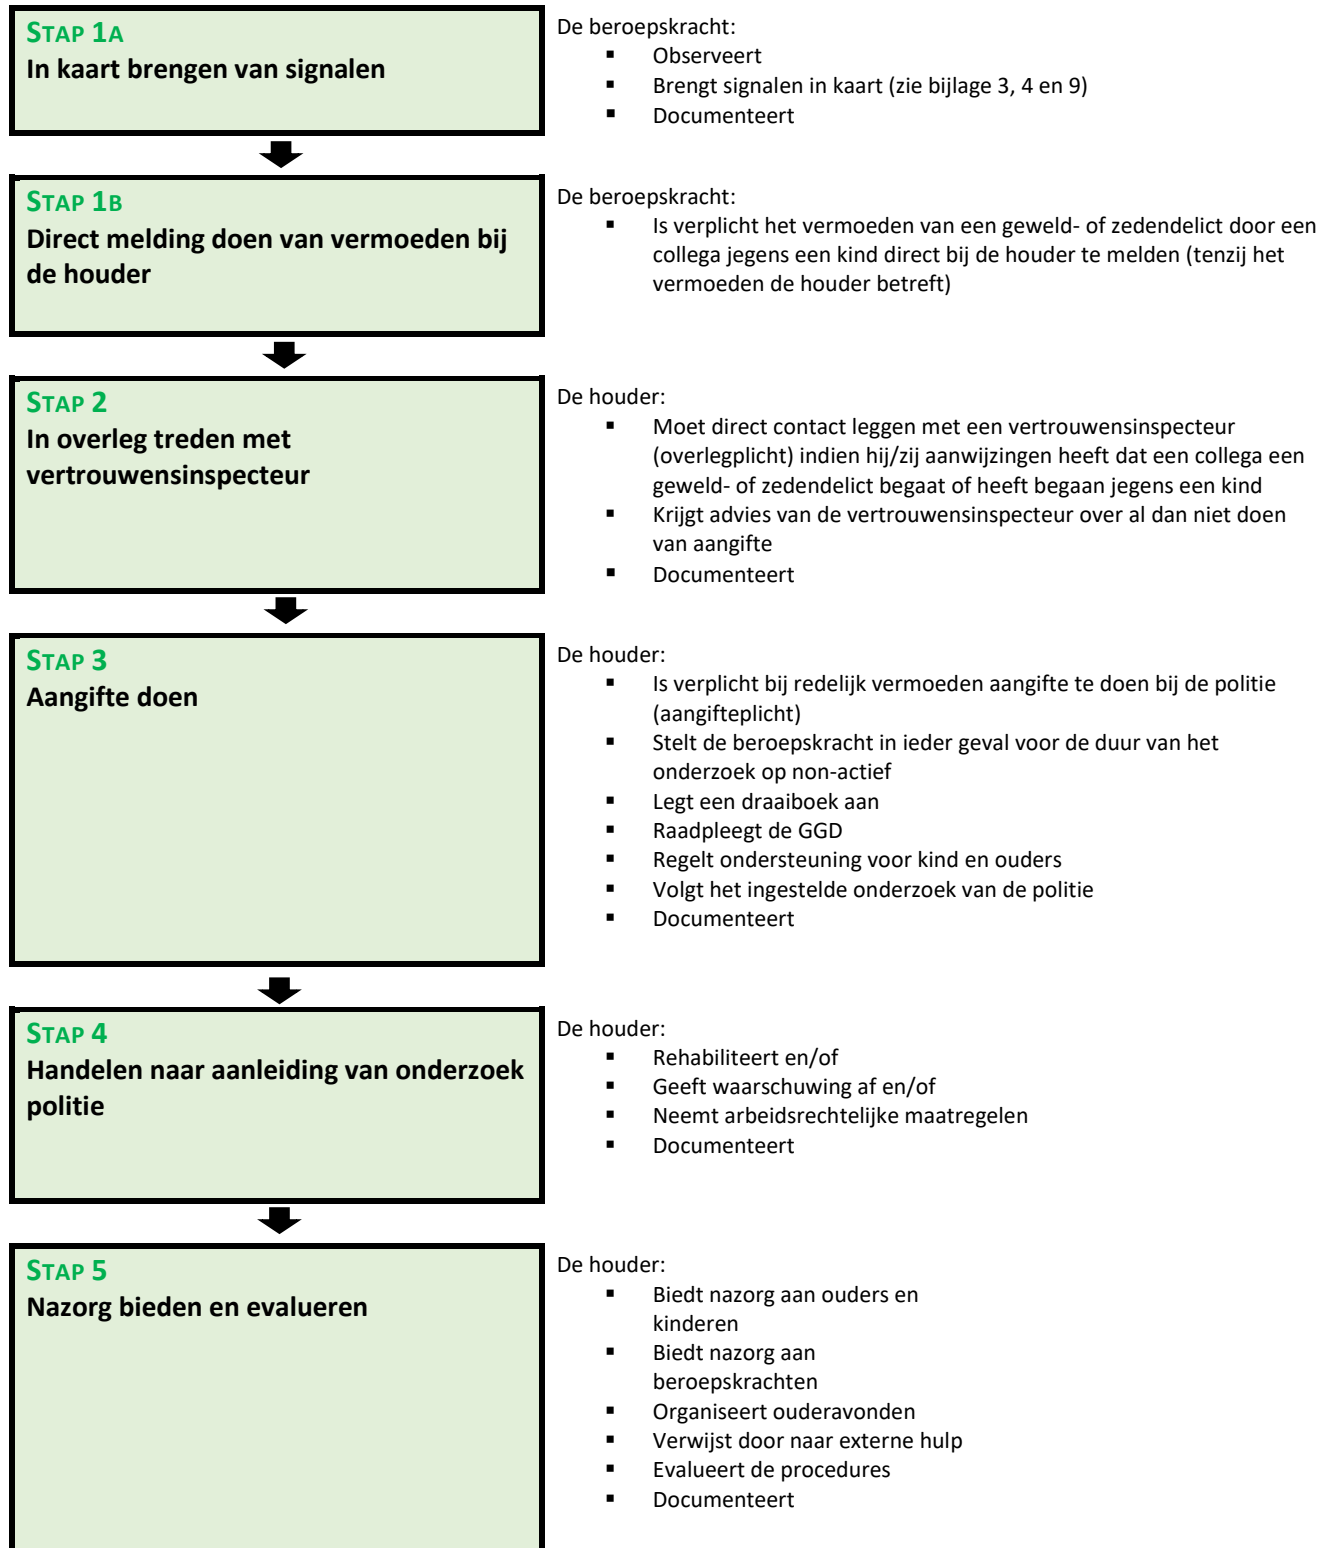 STAP 1A
In kaart brengen van signalen
De beroepskracht:
▪ Observeert
▪ Brengt signalen in kaart (zie bijlage 3, 4 en 9)
▪ Documenteert
STAP 1B
Direct melding doen van vermoeden bij
de houder
De beroepskracht:
▪ Is verplicht het vermoeden van een geweld- of zedendelict door een
collega jegens een kind direct bij de houder te melden (tenzij het
vermoeden de houder betreft)
STAP 2
In overleg treden met
vertrouwensinspecteur
De houder:
▪ Moet direct contact leggen met een vertrouwensinspecteur
(overlegplicht) indien hij/zij aanwijzingen heeft dat een collega een
geweld- of zedendelict begaat of heeft begaan jegens een kind
▪ Krijgt advies van de vertrouwensinspecteur over al dan niet doen
van aangifte
▪ Documenteert
STAP 3
Aangifte doen
De houder:
▪ Is verplicht bij redelijk vermoeden aangifte te doen bij de politie
(aangifteplicht)
▪ Stelt de beroepskracht in ieder geval voor de duur van het
onderzoek op non-actief
▪ Legt een draaiboek aan
▪ Raadpleegt de GGD
▪ Regelt ondersteuning voor kind en ouders
▪ Volgt het ingestelde onderzoek van de politie
▪ Documenteert
STAP 4
Handelen naar aanleiding van onderzoek
politie
De houder:
▪ Rehabiliteert en/of
▪ Geeft waarschuwing af en/of
▪ Neemt arbeidsrechtelijke maatregelen
▪ Documenteert
STAP 5
Nazorg bieden en evalueren
De houder:
▪ Biedt nazorg aan ouders en
kinderen
▪ Biedt nazorg aan
beroepskrachten
▪ Organiseert ouderavonden
▪ Verwijst door naar externe hulp
▪ Evalueert de procedures
▪ Documenteert